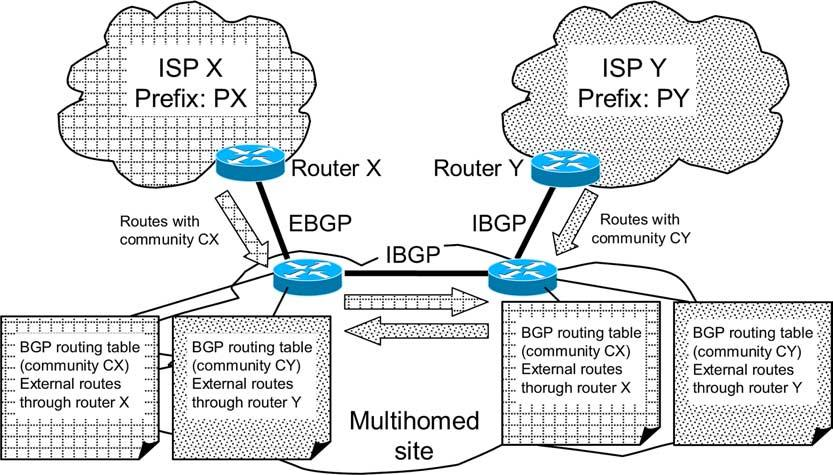 ISP X
Prefix: PX
ISP Y
Prefix: PY
Router X
Router Y
Routes with
community CX
EBGP
IBGP
Routes with
community CY
IBGP
BGP routing table
(community CX)
External routes
through router X
BGP routing table
(community CY)
External routes
through router Y
BGP routing table
(community CX)
External routes
thorugh router X
BGP routing table
(community CY)
External routes
through router Y
Multihomed
site